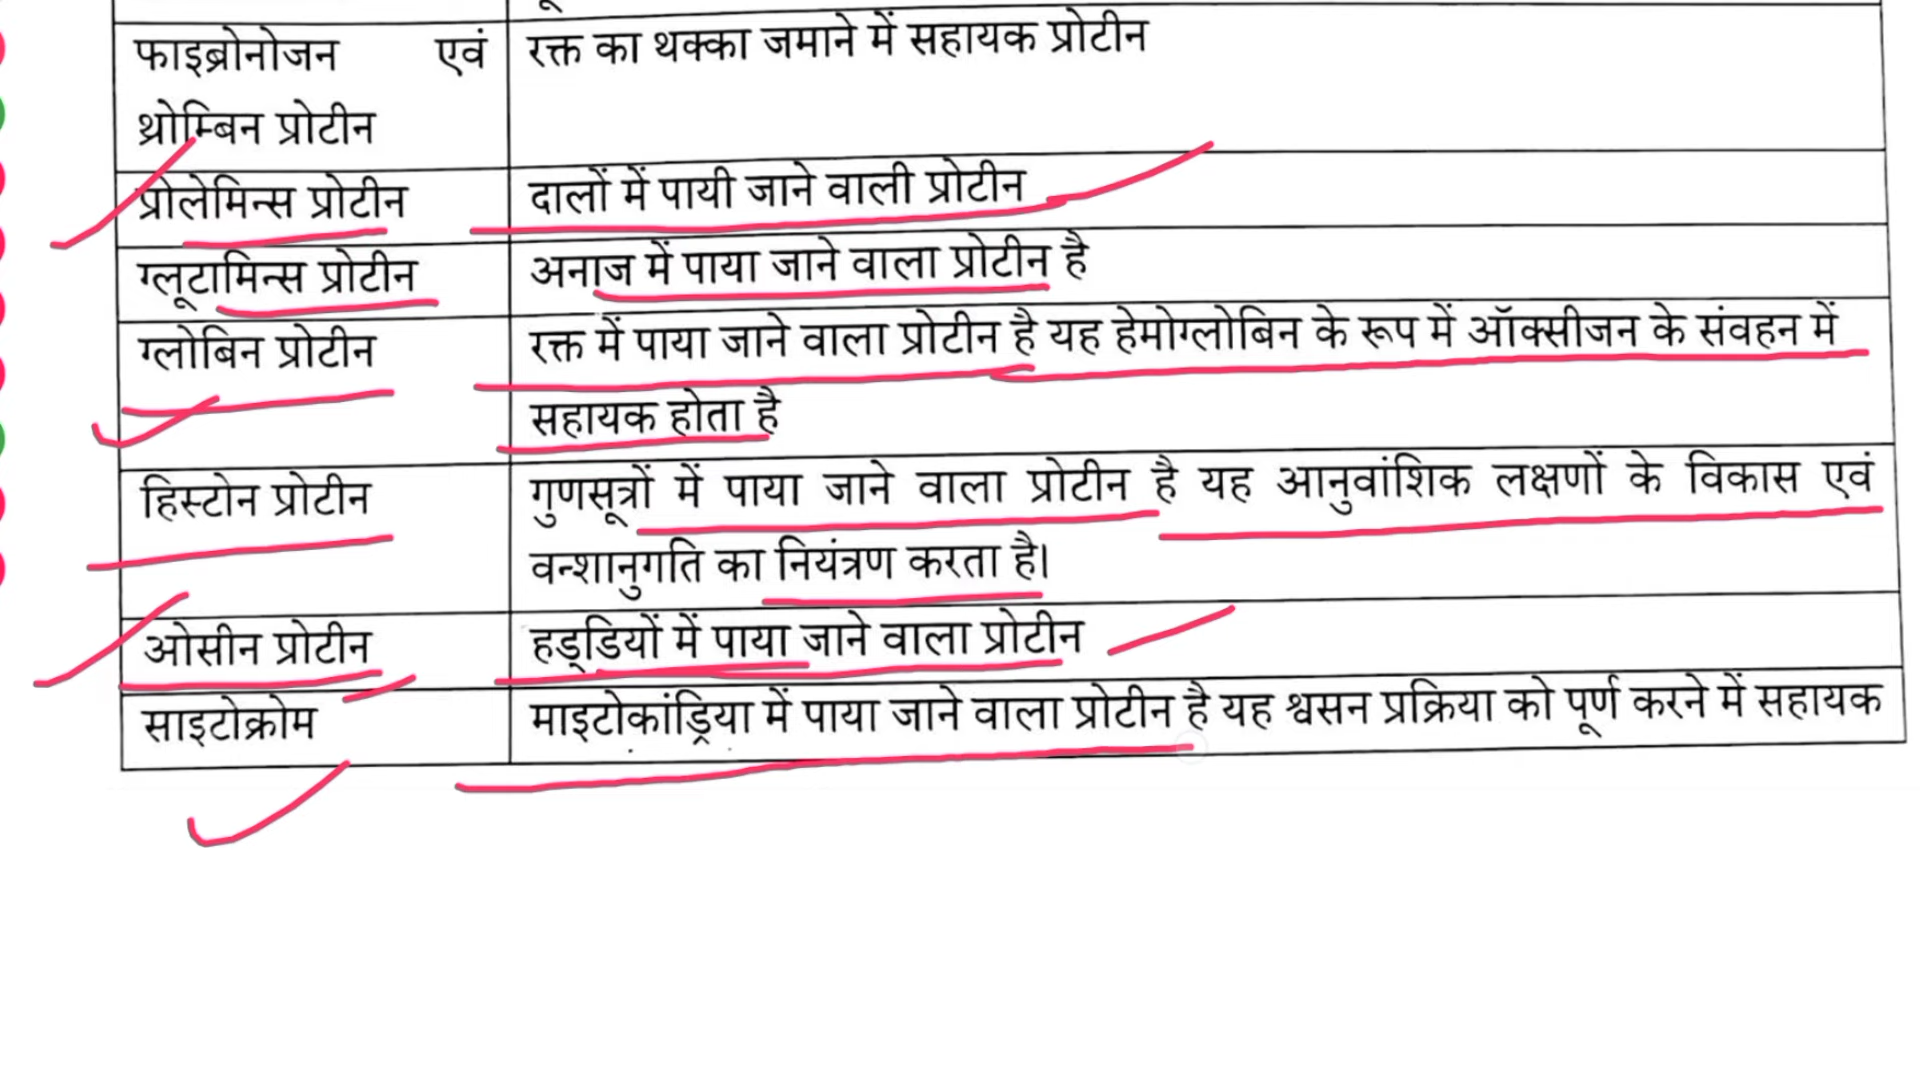 फाइब्रोनोजन एवं
थ्रोम्बिन प्रोटीन
रक्त का थक्का जमाने में सहायक प्रोटीन
प्रोलेमिन्स प्रोटीन
दालों में पायी जाने वाली प्रोटीन
ग्लूटामिन्स प्रोटीन
अनाज में पाया जाने वाला प्रोटीन है
ग्लोबिन प्रोटीन
रक्त में पाया जाने वाला प्रोटीन है यह हेमोग्लोबिन के रूप में ऑक्सीजन के संवहन में
सहायक होता है
हिस्टोन प्रोटीन
गुणसूत्रों में पाया जाने वाला प्रोटीन है यह आनुवांशिक लक्षणों के विकास एवं
वन्शानुगति का नियंत्रण करता है।
ओसीन प्रोटीन
हड्डियों में पाया जाने वाला प्रोटीन
साइटोक्रोम
माइटोकांड्रिया में पाया जाने वाला प्रोटीन है यह श्वसन प्रक्रिया को पूर्ण करने में सहायक